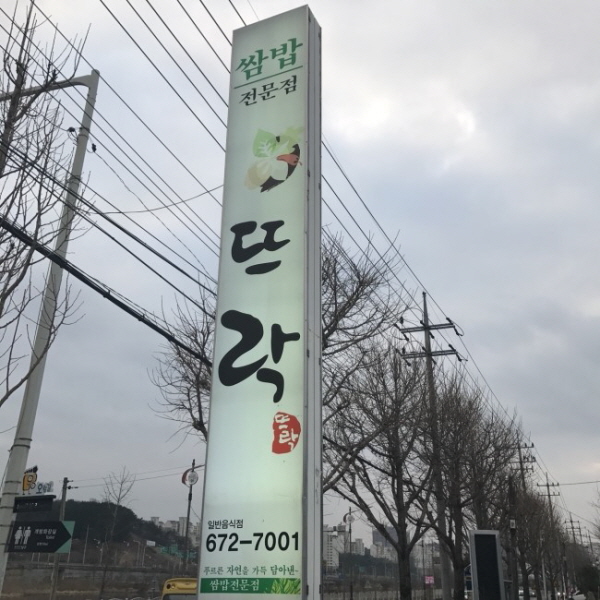 쌈밥
전문점
뜨
락
뜨
락
일반음식점
672-7001
푸르른 자연을 가득 담아낸~
쌈밥전문점